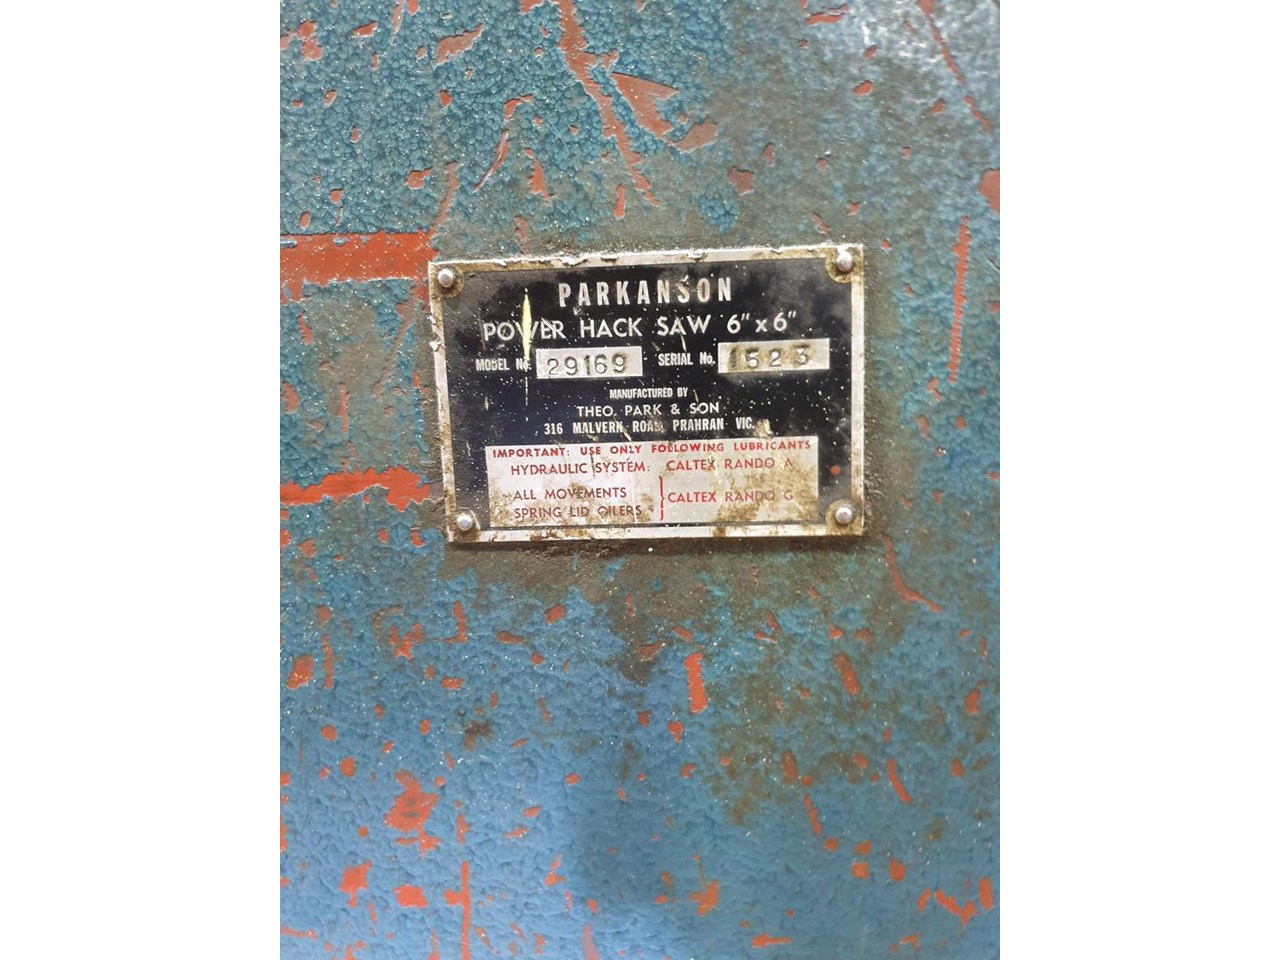 PARKANSON
POWER HACK SAW 6" x 6"
MODEL No. 29169 SERIAL No. 1523
MANUFACTURED BY
THEO. PARK & SON
316 MALVERN ROAD, PRAHRAN VIC.
IMPORTANT: USE ONLY FOLLOWING LUBRICANTS
HYDRAULIC SYSTEM: CALTEX RANDO A
ALL MOVEMENTS
SPRING LID OILERS } CALTEX RANDO G